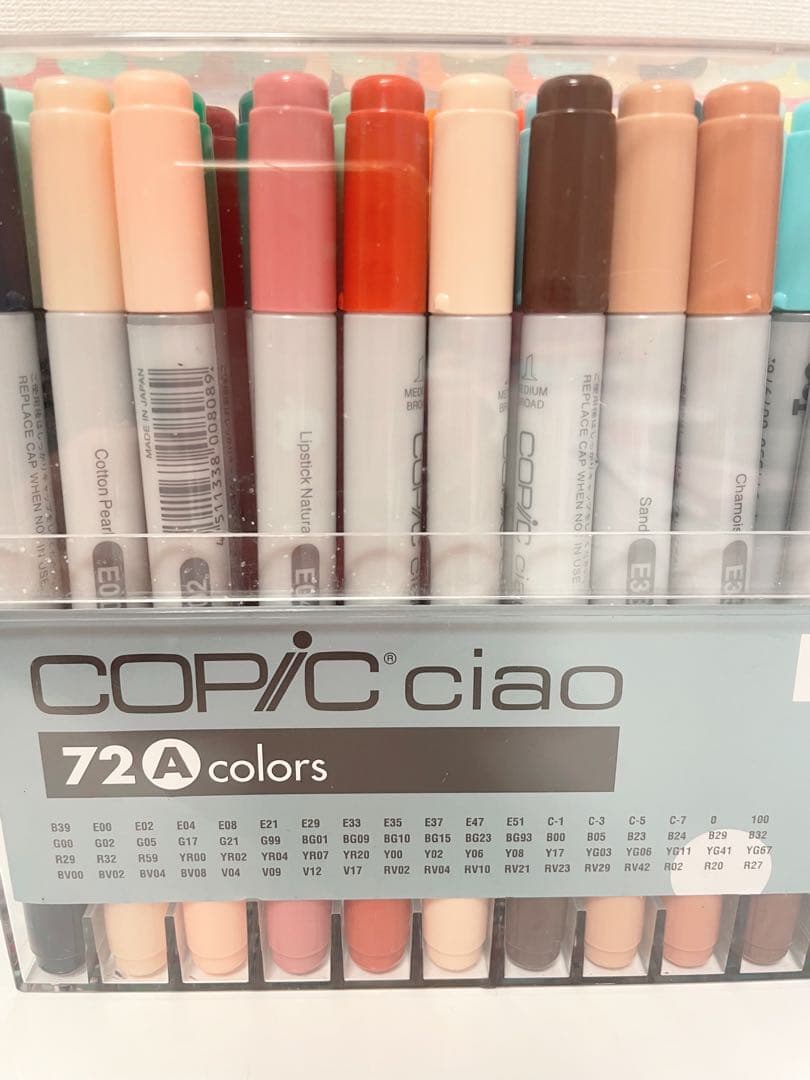 REPLACE CAP WHEN NOT IN USE.
Cotton Pearl
E00
MADE IN JAPAN
4511338008089
Lipstick Natural
E04
MEDIUM
BROAD
COPIC ciao
REPLACE CAP WHEN NOT IN USE.
Sand
E33
Chamois
E35
COPIC® ciao
72 A colors
B39 E00 E02 E04 E08 E21 E29 E33 E35 E37 E47 E51 C-1 C-3 C-5 C-7 0 100
G00 G02 G05 G17 G21 G99 BG01 BG09 BG10 BG15 BG23 BG93 B00 B05 B23 B24 B29 B32
R29 R32 R59 YR00 YR02 YR04 YR07 YR20 Y00 Y02 Y06 Y08 Y17 YG03 YG06 YG11 YG41 YG67
BV00 BV02 BV04 BV08 V04 V09 V12 V17 RV02 RV04 RV10 RV21 RV23 RV29 RV42 R02 R20 R27